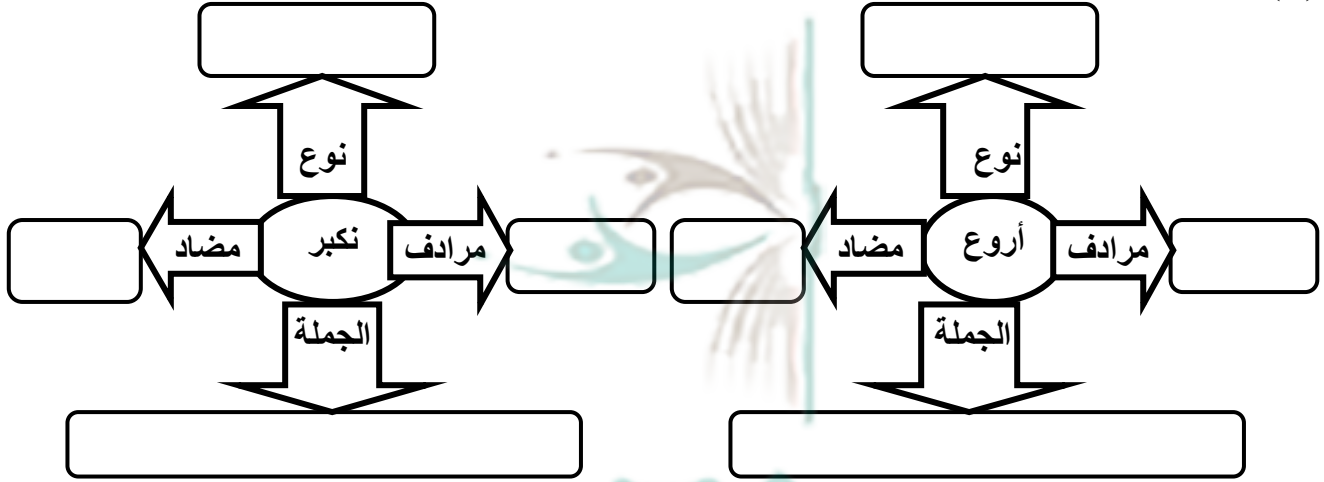 نوع
أروع
مرادف
مضاد
الجملة
نوع
نكبر
مرادف
مضاد
الجملة